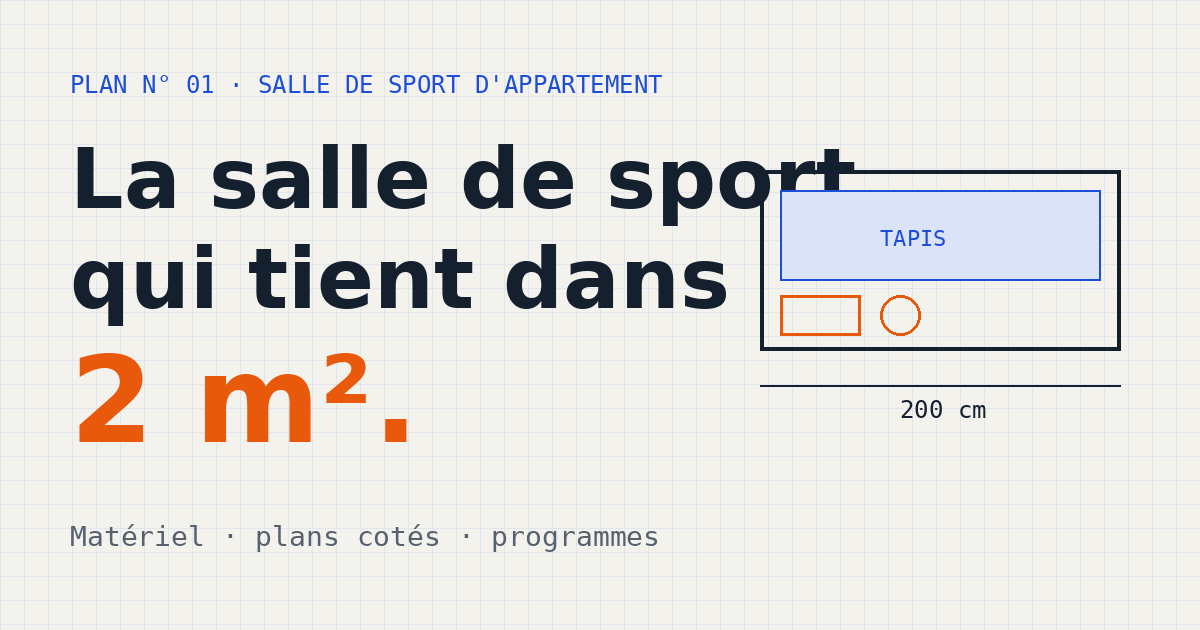 PLAN N° 01 · SALLE DE SPORT D'APPARTEMENT
La salle de sport
qui tient dans
2 m².
TAPIS
200 cm
Matériel · plans cotés · programmes